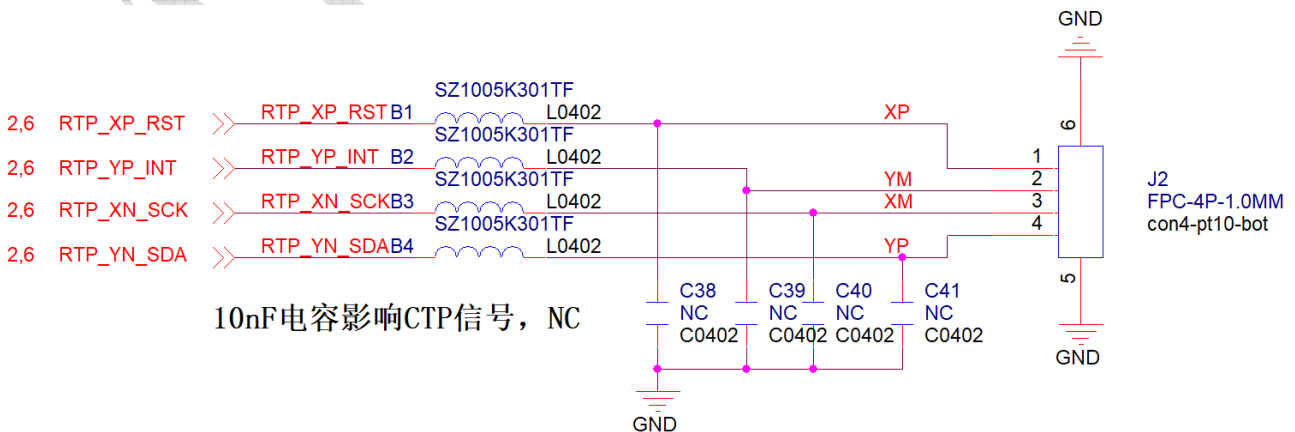 GND
SZ1005K301TF
2,6 RTP_XP_RST RTP_XP_RST B1 L0402 XP
SZ1005K301TF
2,6 RTP_YP_INT RTP_YP_INT B2 L0402 YM
SZ1005K301TF
2,6 RTP_XN_SCK RTP_XN_SCK B3 L0402 XM
SZ1005K301TF
2,6 RTP_YN_SDA RTP_YN_SDA B4 L0402 YP
6
1
2
3
4
5
J2
FPC-4P-1.0MM
con4-pt10-bot
GND
10nF电容影响CTP信号，NC
C38
NC
C0402
C39
NC
C0402
C40
NC
C0402
C41
NC
C0402
GND